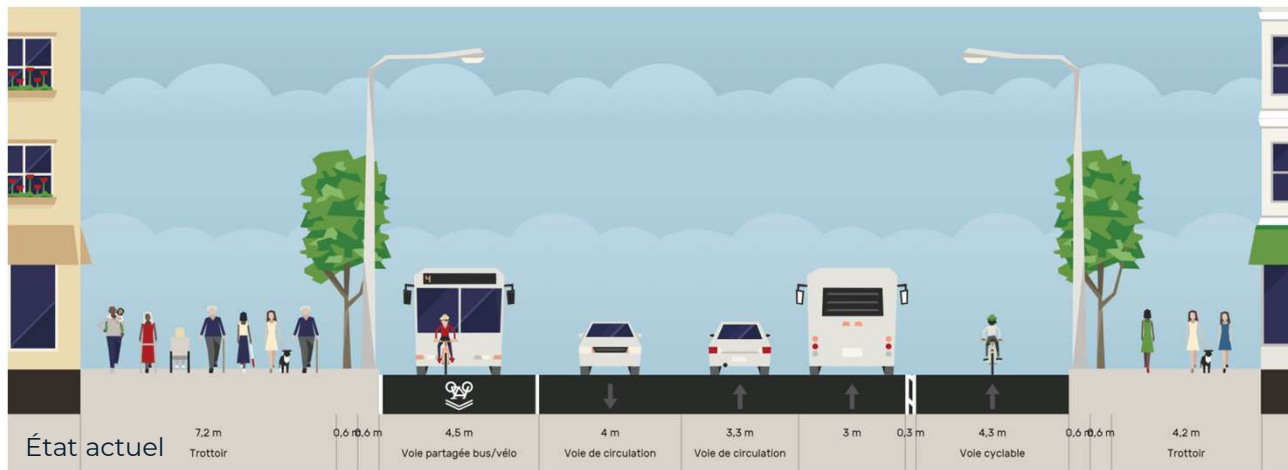 4
7,2 m
0,6 m
0,6 m
4,5 m
4 m
3,3 m
3 m
0,3 m
4,3 m
0,6 m
0,6 m
4,2 m
État actuel
Trottoir
Voie partagée bus/vélo
Voie de circulation
Voie de circulation
Voie cyclable
Trottoir